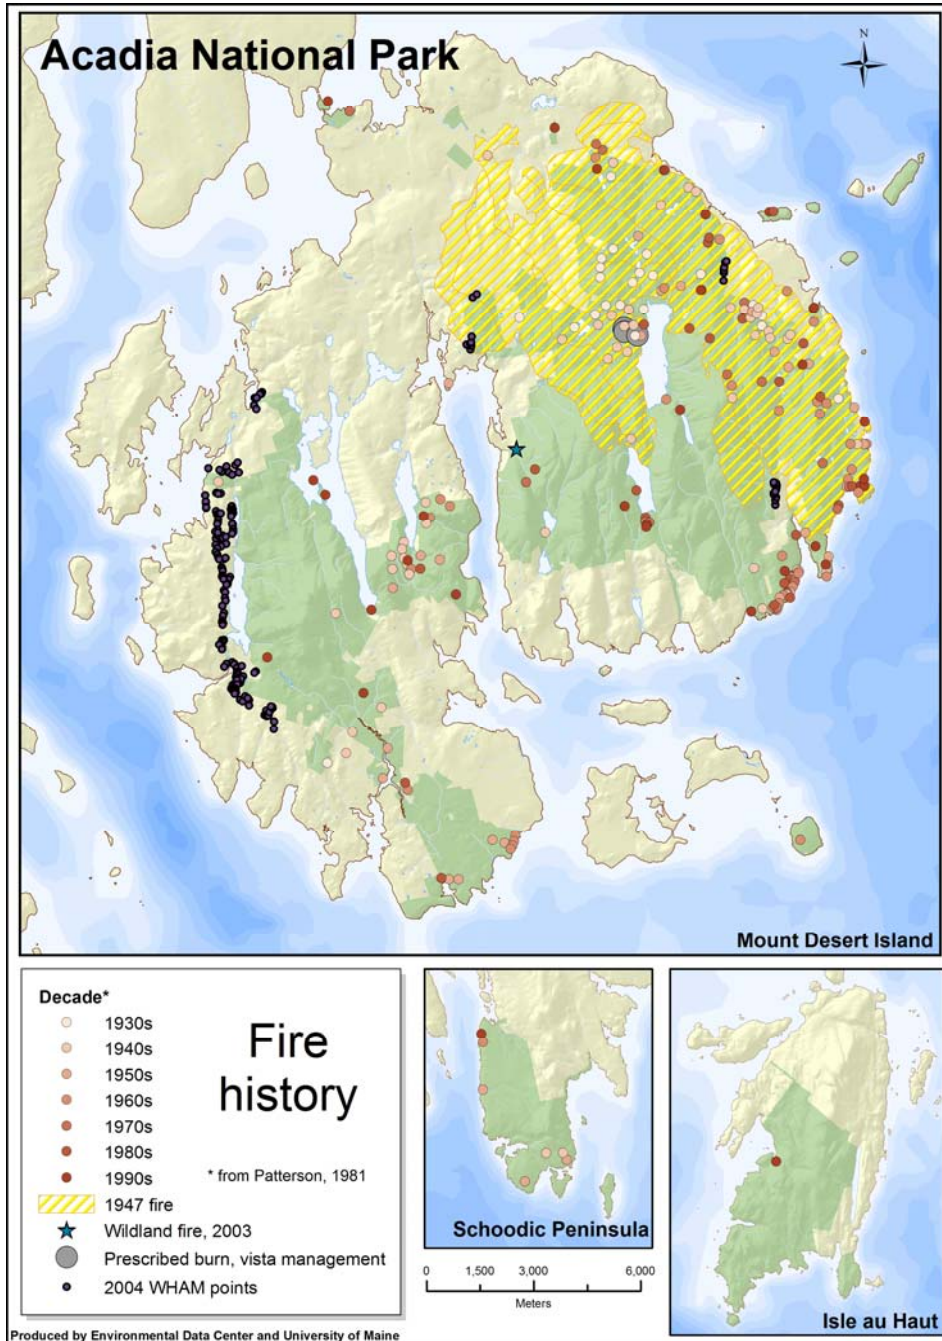 Acadia National Park
N
Mount Desert Island
Decade*
1930s
1940s
1950s
1960s
1970s
1980s
1990s
1947 fire
Wildland fire, 2003
Prescribed burn, vista management
2004 WHAM points
Fire
history
* from Patterson, 1981
Schoodic Peninsula
0 1,500 3,000 6,000
Meters
Isle au Haut
Produced by Environmental Data Center and University of Maine